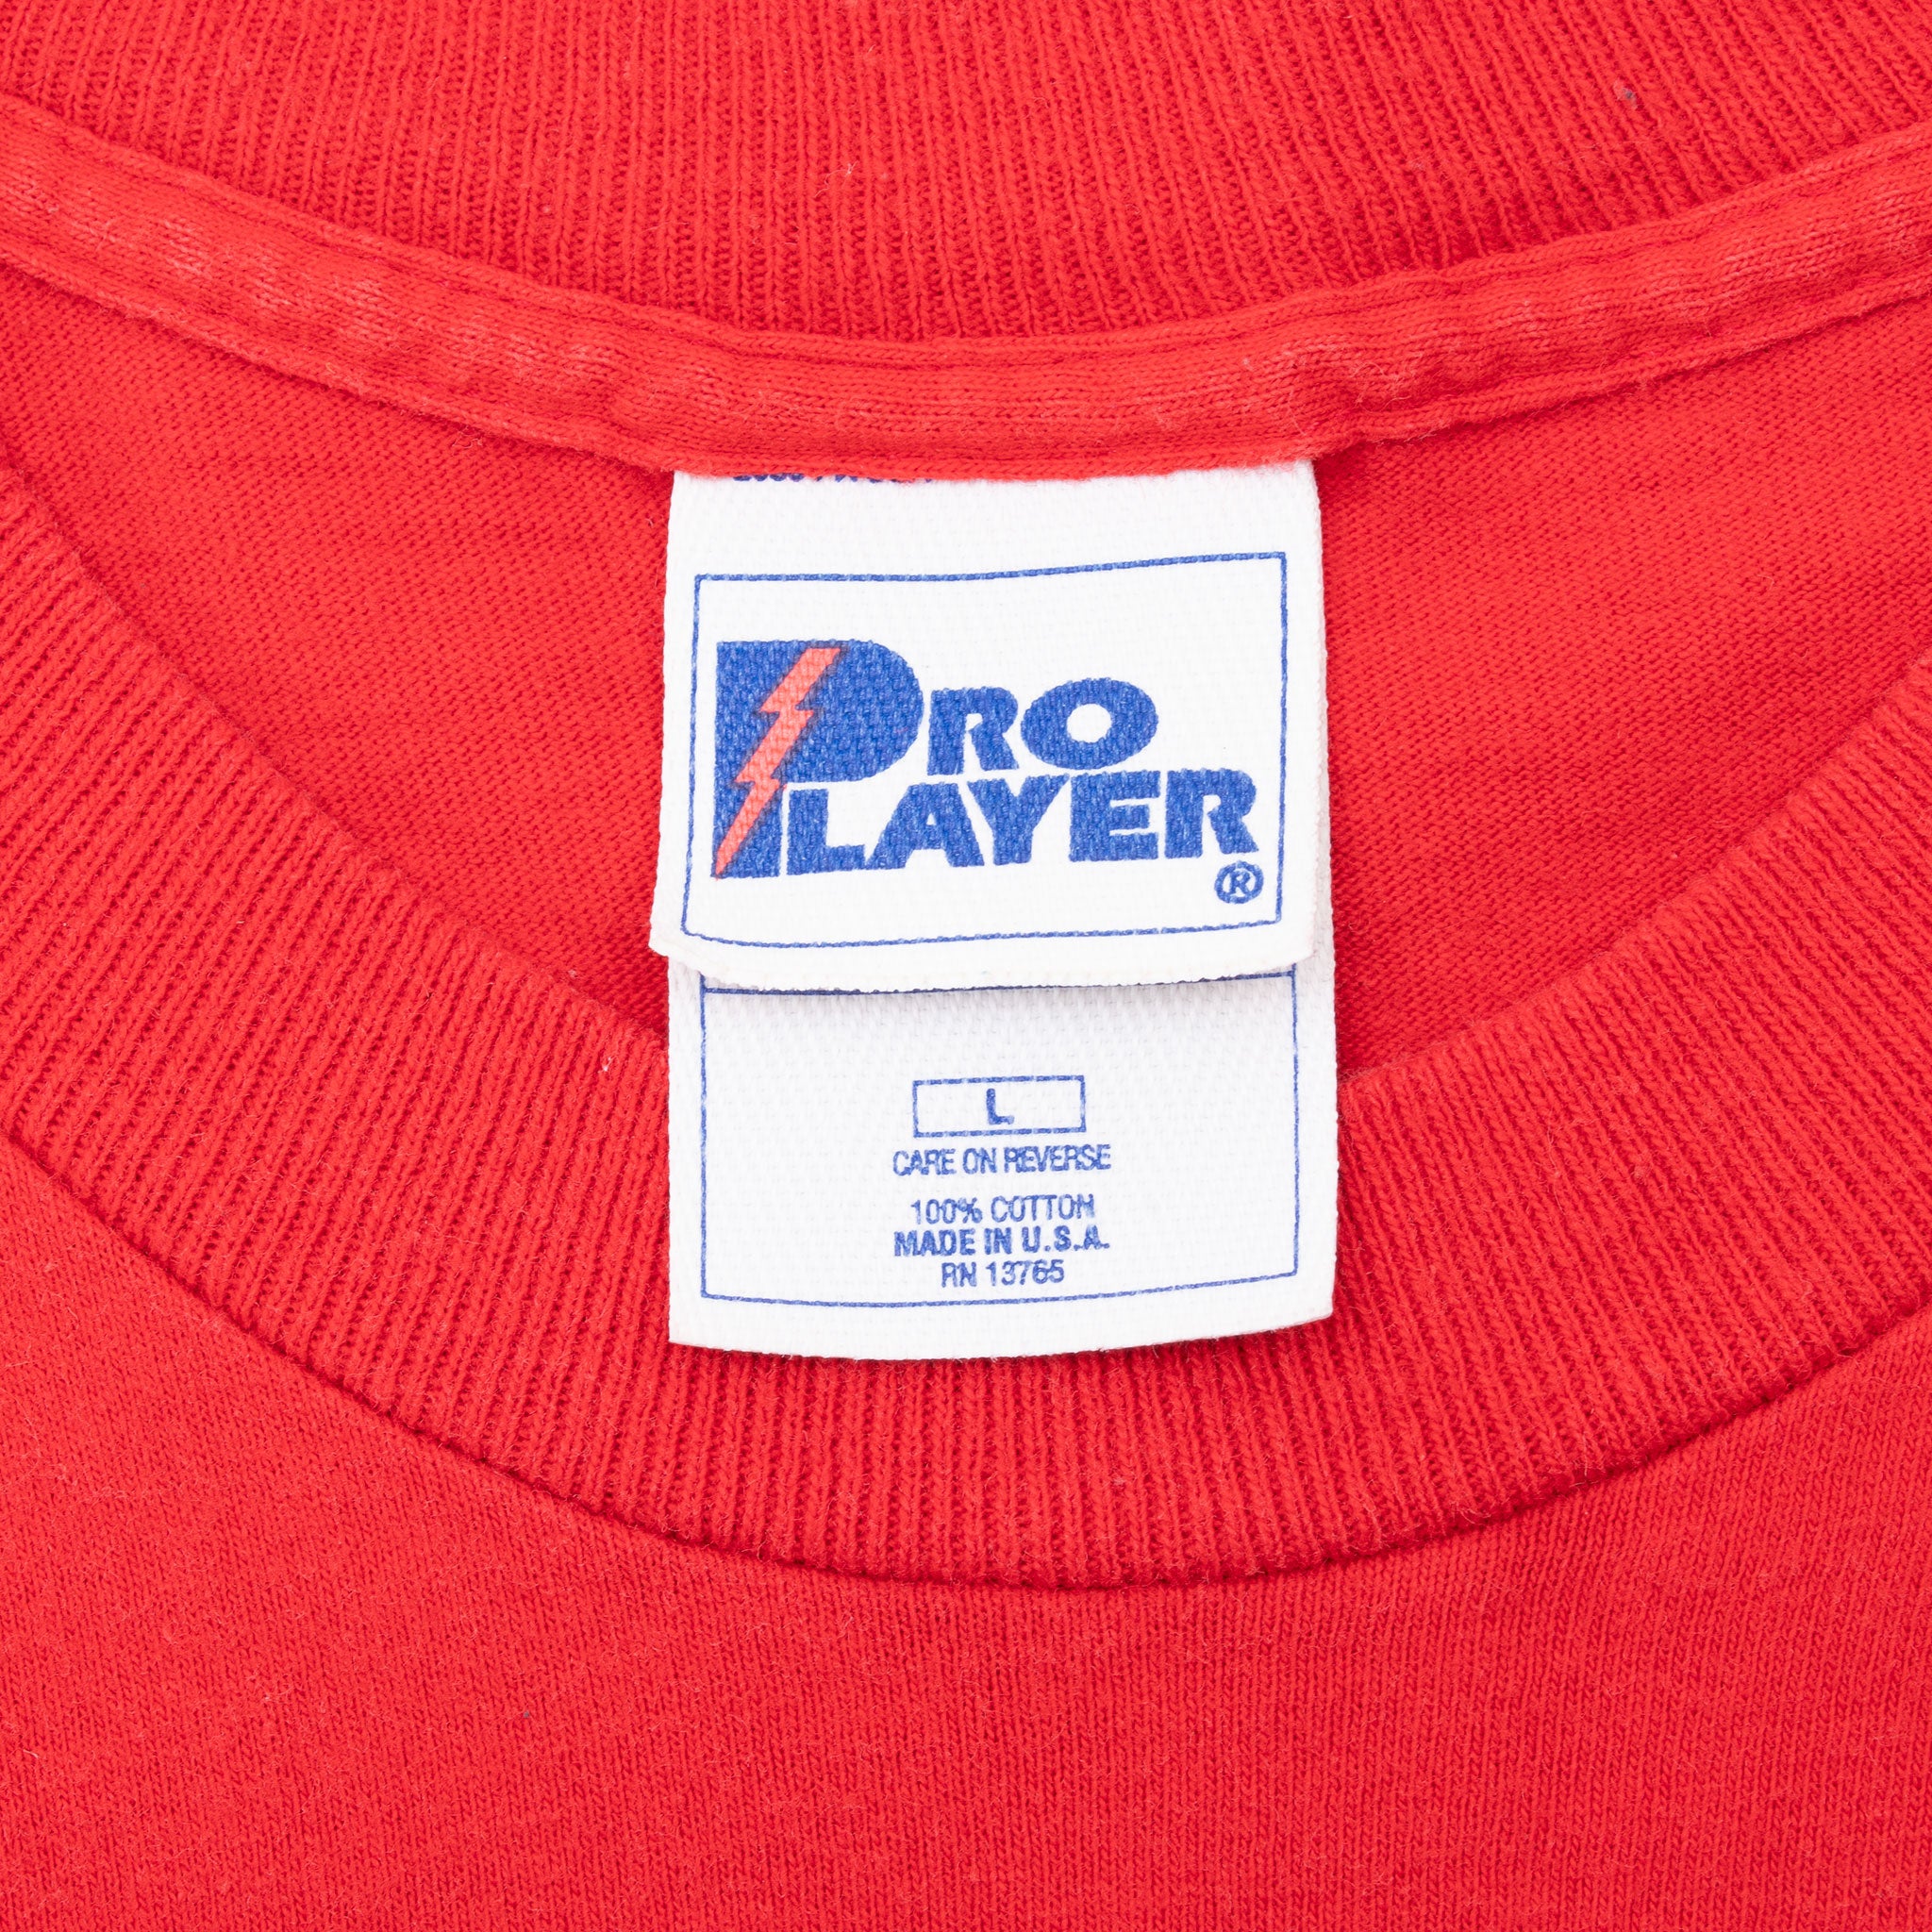 PRO
PLAYER
®
L
CARE ON REVERSE
100% COTTON
MADE IN U.S.A.
RN 13765